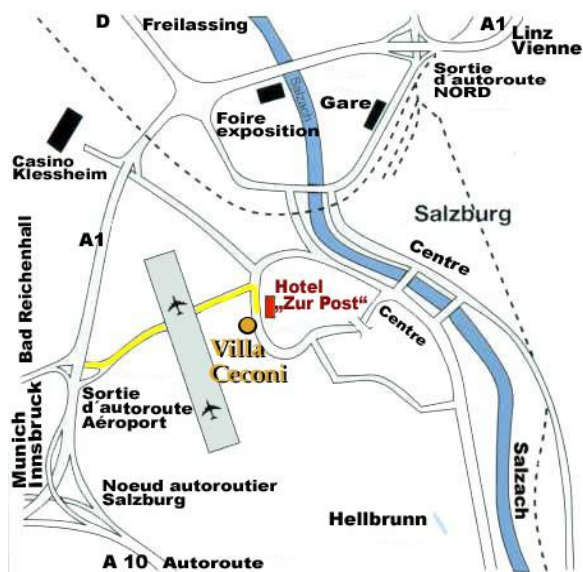 D
Freilassing
A1
Linz
Vienne
Sortie
d'autoroute
NORD
Salzach
Foire
exposition
Gare
Casino
Klessheim
Salzburg
Centre
A1
Bad Reichenhall
Hotel
„Zur Post“
Centre
Villa
Ceconi
Sortie
d'autoroute
Aéroport
Munich
Innsbruck
Noeud autoroutier
Salzburg
Salzach
Hellbrunn
A 10 Autoroute